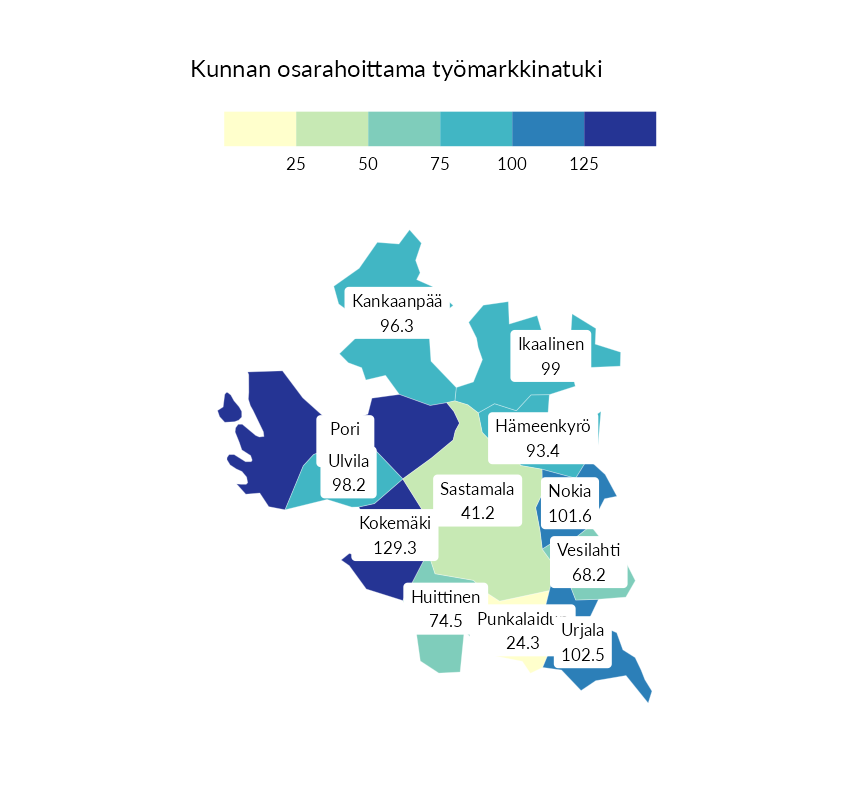 Kunnan osarahoittama työmarkkinatuki
25 50 75 100 125
Kankaanpää
96.3
Ikaalinen
99
Pori
Hämeenkyrö
93.4
Ulvila
98.2
Sastamala
41.2
Nokia
101.6
Kokemäki
129.3
Vesilahti
68.2
Huittinen
74.5
24.3
Urjala
102.5